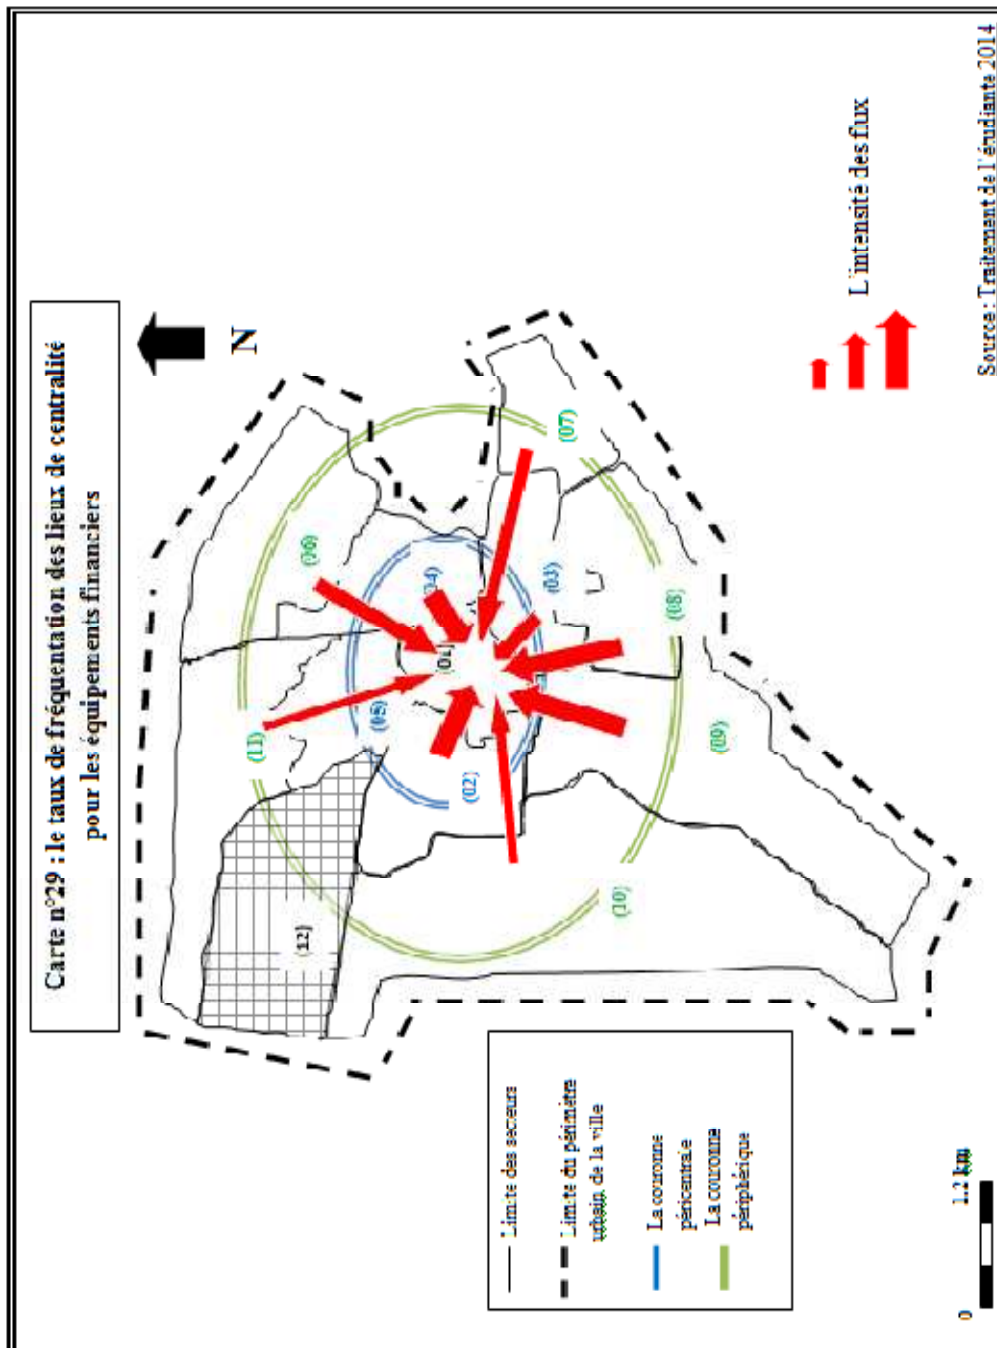 Carte n°29 : le taux de fréquentation des lieux de centralité
pour les équipements financiers
N
(11)
(12)
(05)
(01)
(04)
(02)
(03)
(07)
(10)
(09)
(08)
Limite des secteurs
Limite du périmètre
urbain de la ville
La couronne
péricentrale
La couronne
périphérique
L'intensité des flux
0
1.2 km
Source : Traitement de l'étudiante 2014